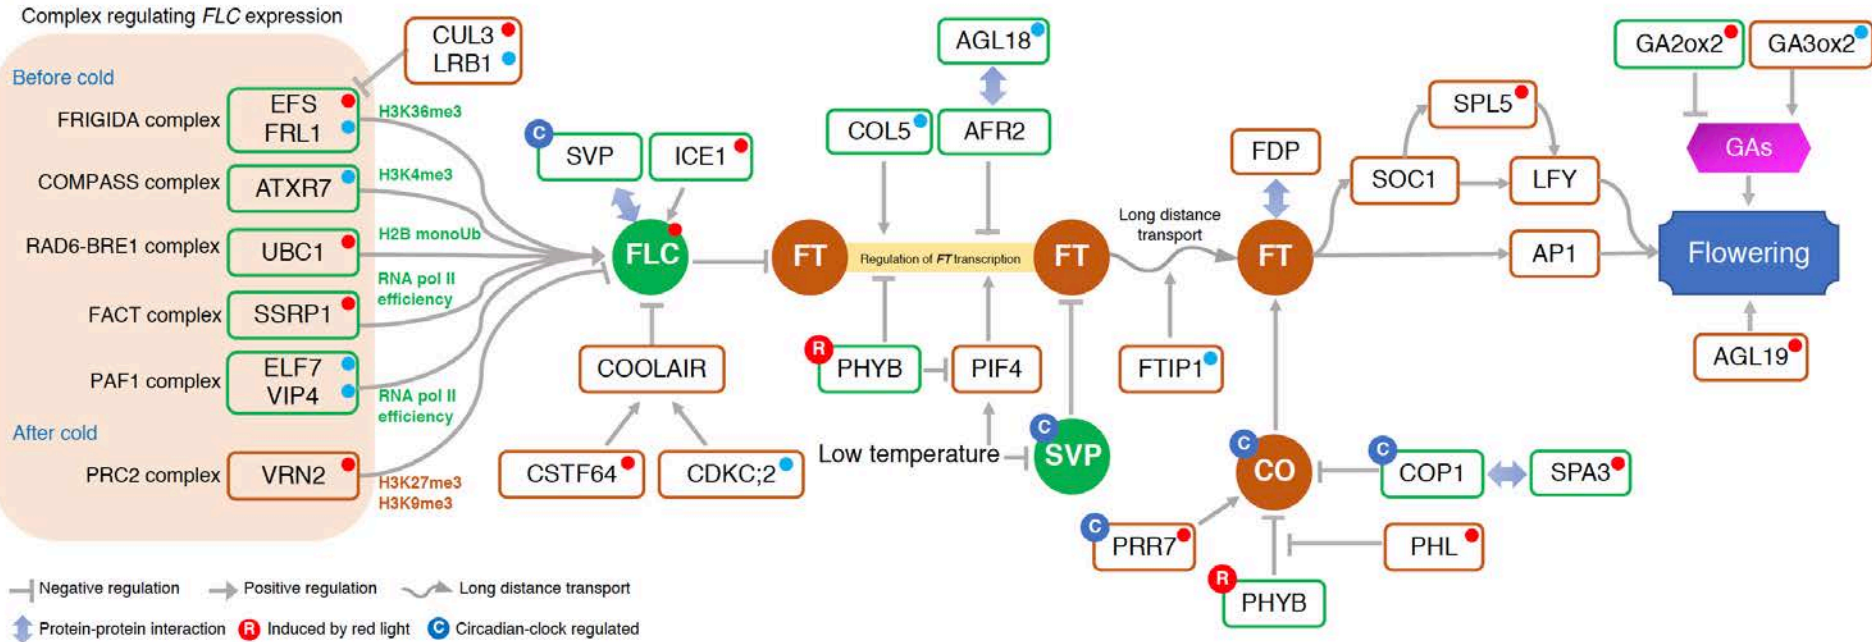 Complex regulating FLC expression
Before cold
FRIGIDA complex
EFS
FRL1
H3K36me3
CUL3
LRB1
COMPASS complex
ATXR7
H3K4me3
RAD6-BRE1 complex
UBC1
H2B monoUb
FACT complex
SSRP1
RNA pol II
efficiency
PAF1 complex
ELF7
VIP4
RNA pol II
efficiency
After cold
PRC2 complex
VRN2
H3K27me3
H3K9me3
C
SVP
ICE1
FLC
COOLAIR
CSTF64
CDKC;2
AGL18
COL5
AFR2
FT
Regulation of FT transcription
FT
R
PHYB
PIF4
Low temperature
C
SVP
Long distance
transport
FTIP1
FDP
FT
C
CO
C
COP1
SPA3
C
PRR7
PHL
R
PHYB
SPL5
SOC1
LFY
AP1
GA2ox2
GA3ox2
GAs
Flowering
AGL19
Negative regulation
Positive regulation
Long distance transport
Protein-protein interaction
R Induced by red light
C Circadian-clock regulated